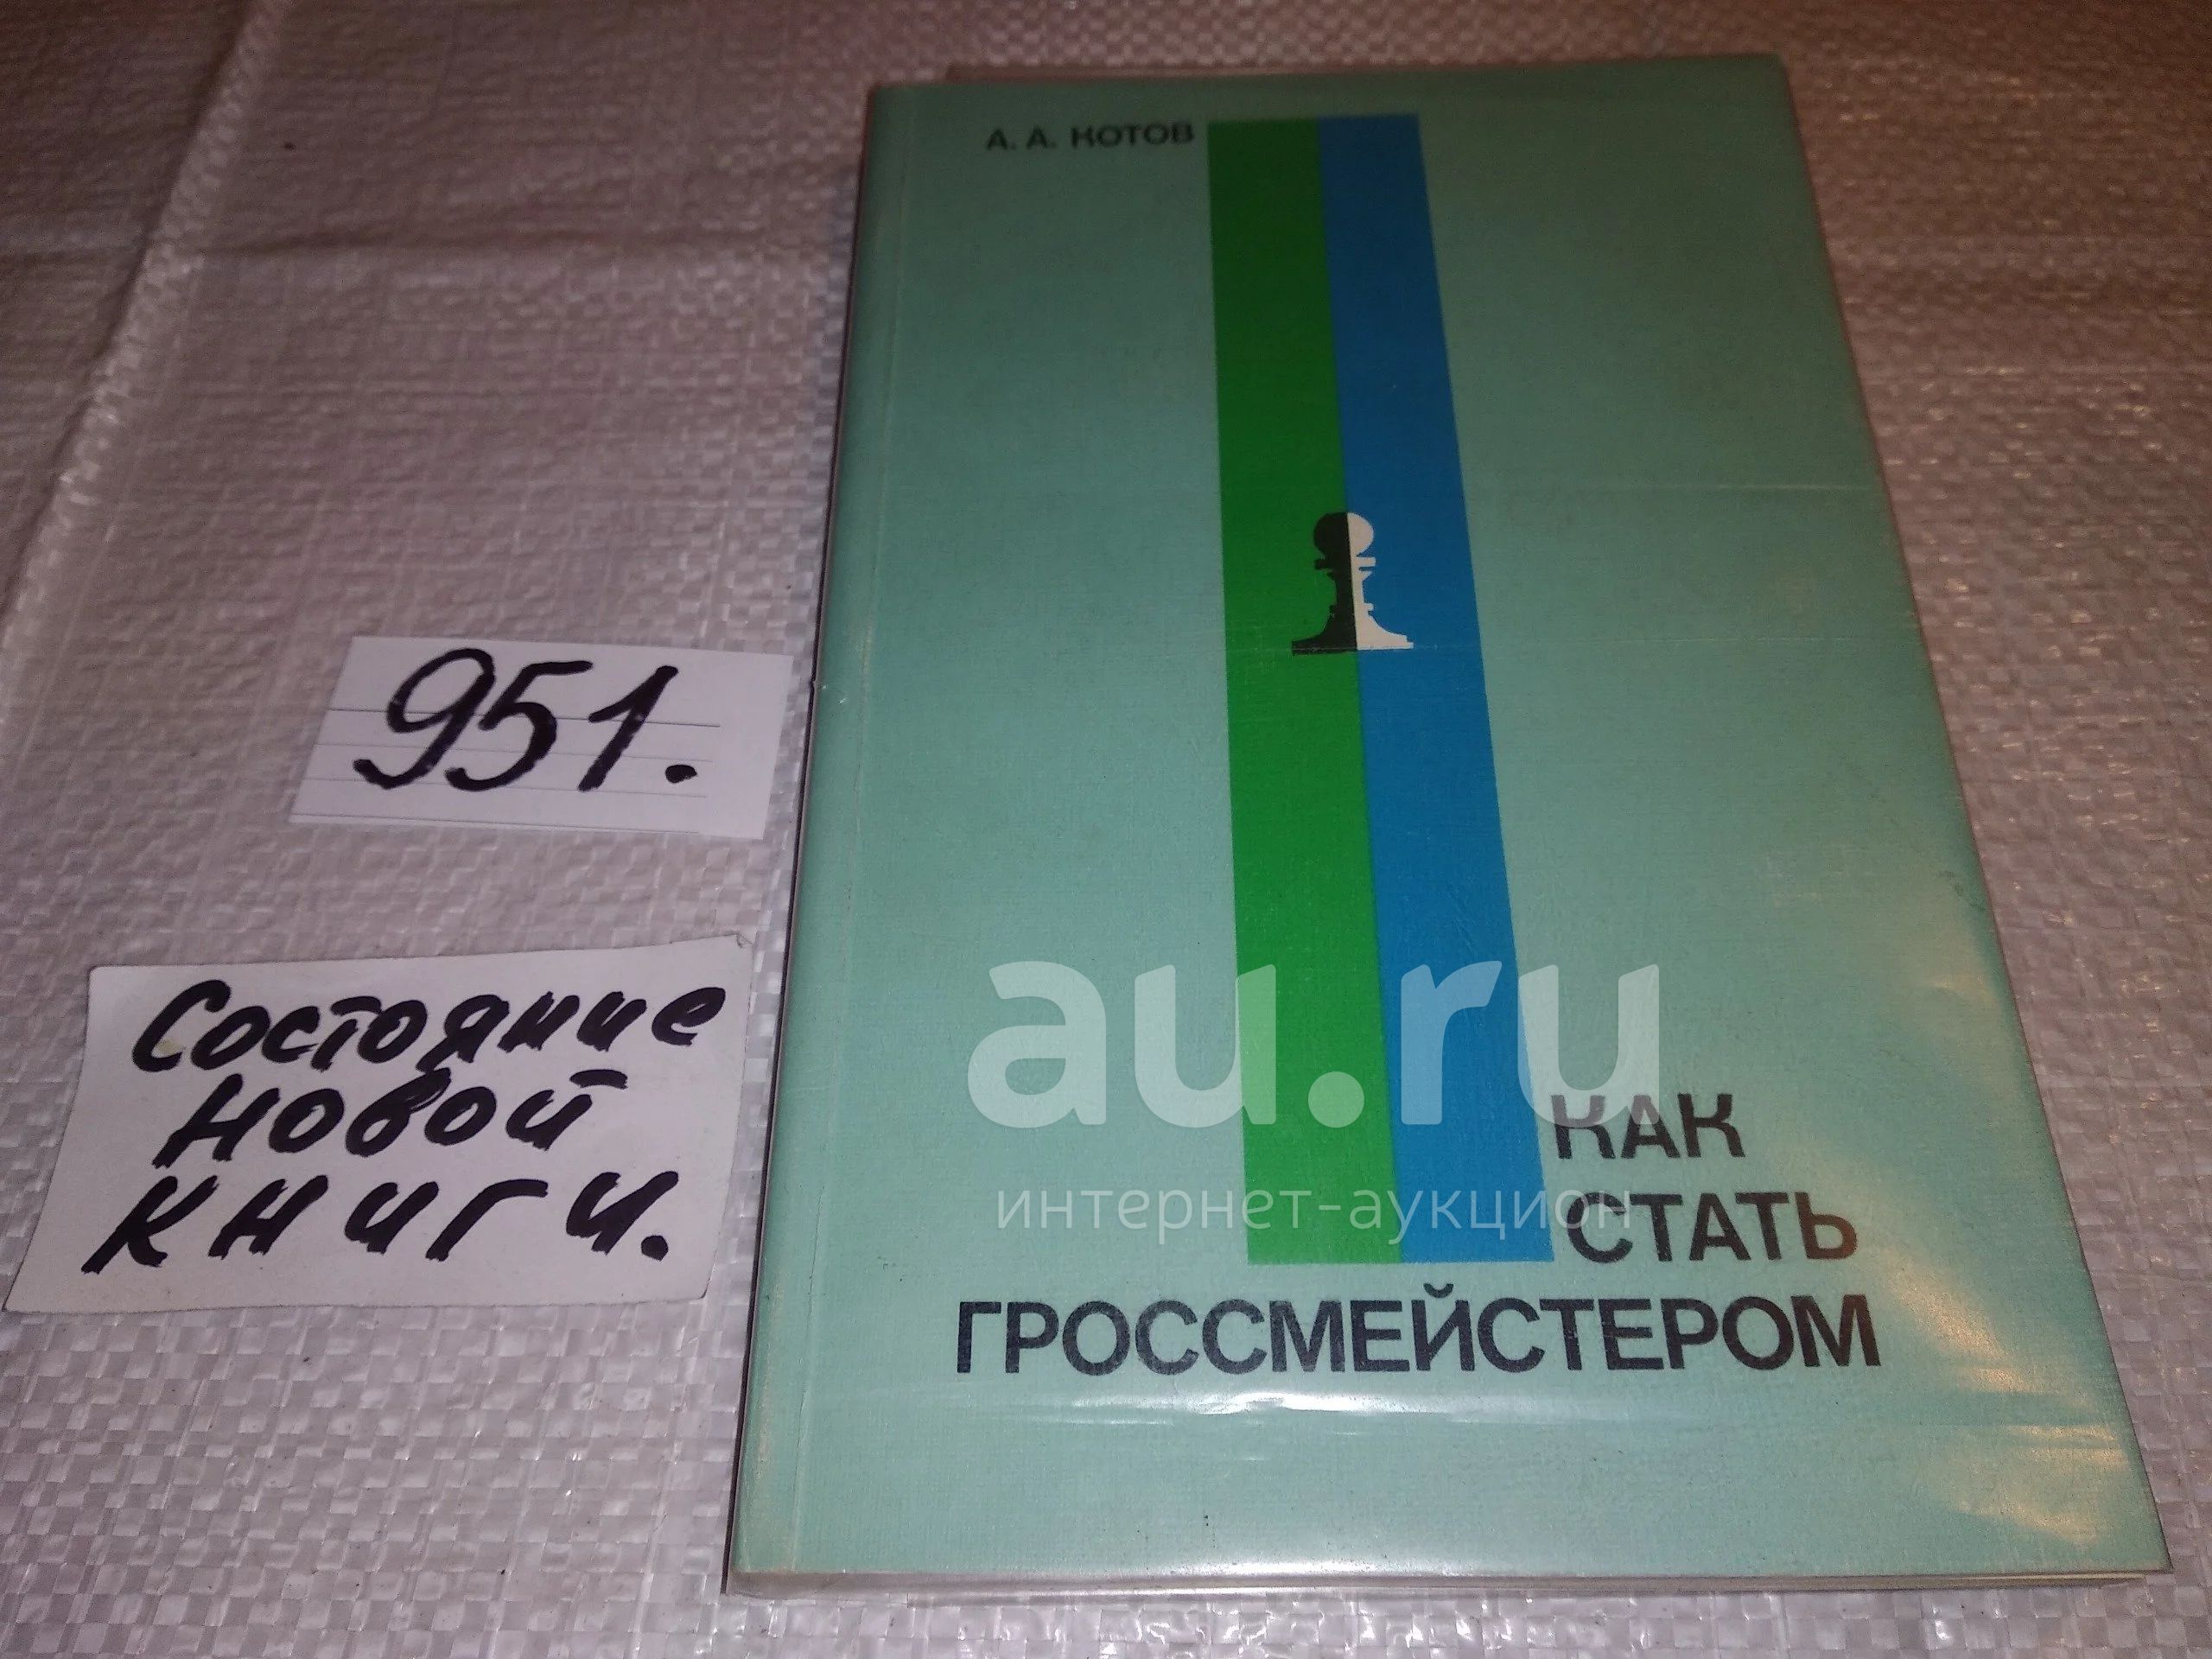 А. А. КОТОВ
951.
Состояние
новой
книги.
au.ru
интернет-аукцион
КАК
СТАТЬ
ГРОССМЕЙСТЕРОМ